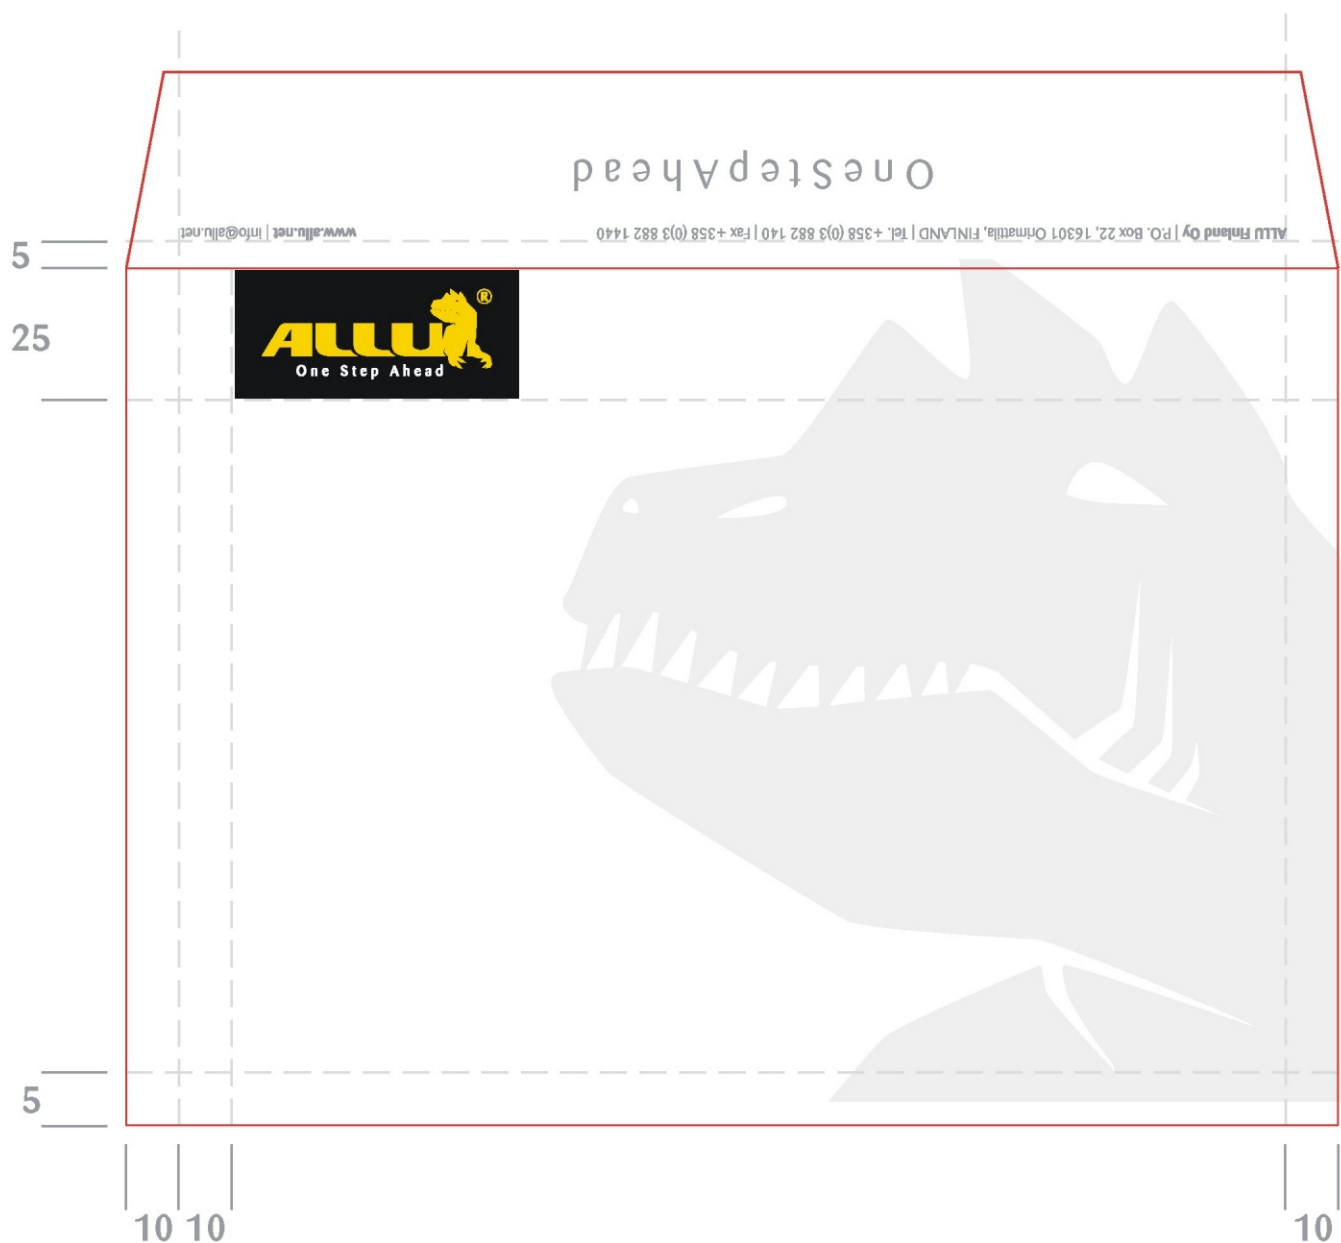 OneStepAhead
ALLU Finland Oy | P.O. Box 22, 16301 Orimattila, FINLAND | Tel. + 358 (0)3 882 140 | Fax + 358 (0)3 882 1440
www.allu.net | info@allu.net
5
25
ALLU ®
One Step Ahead
5
10 10
10